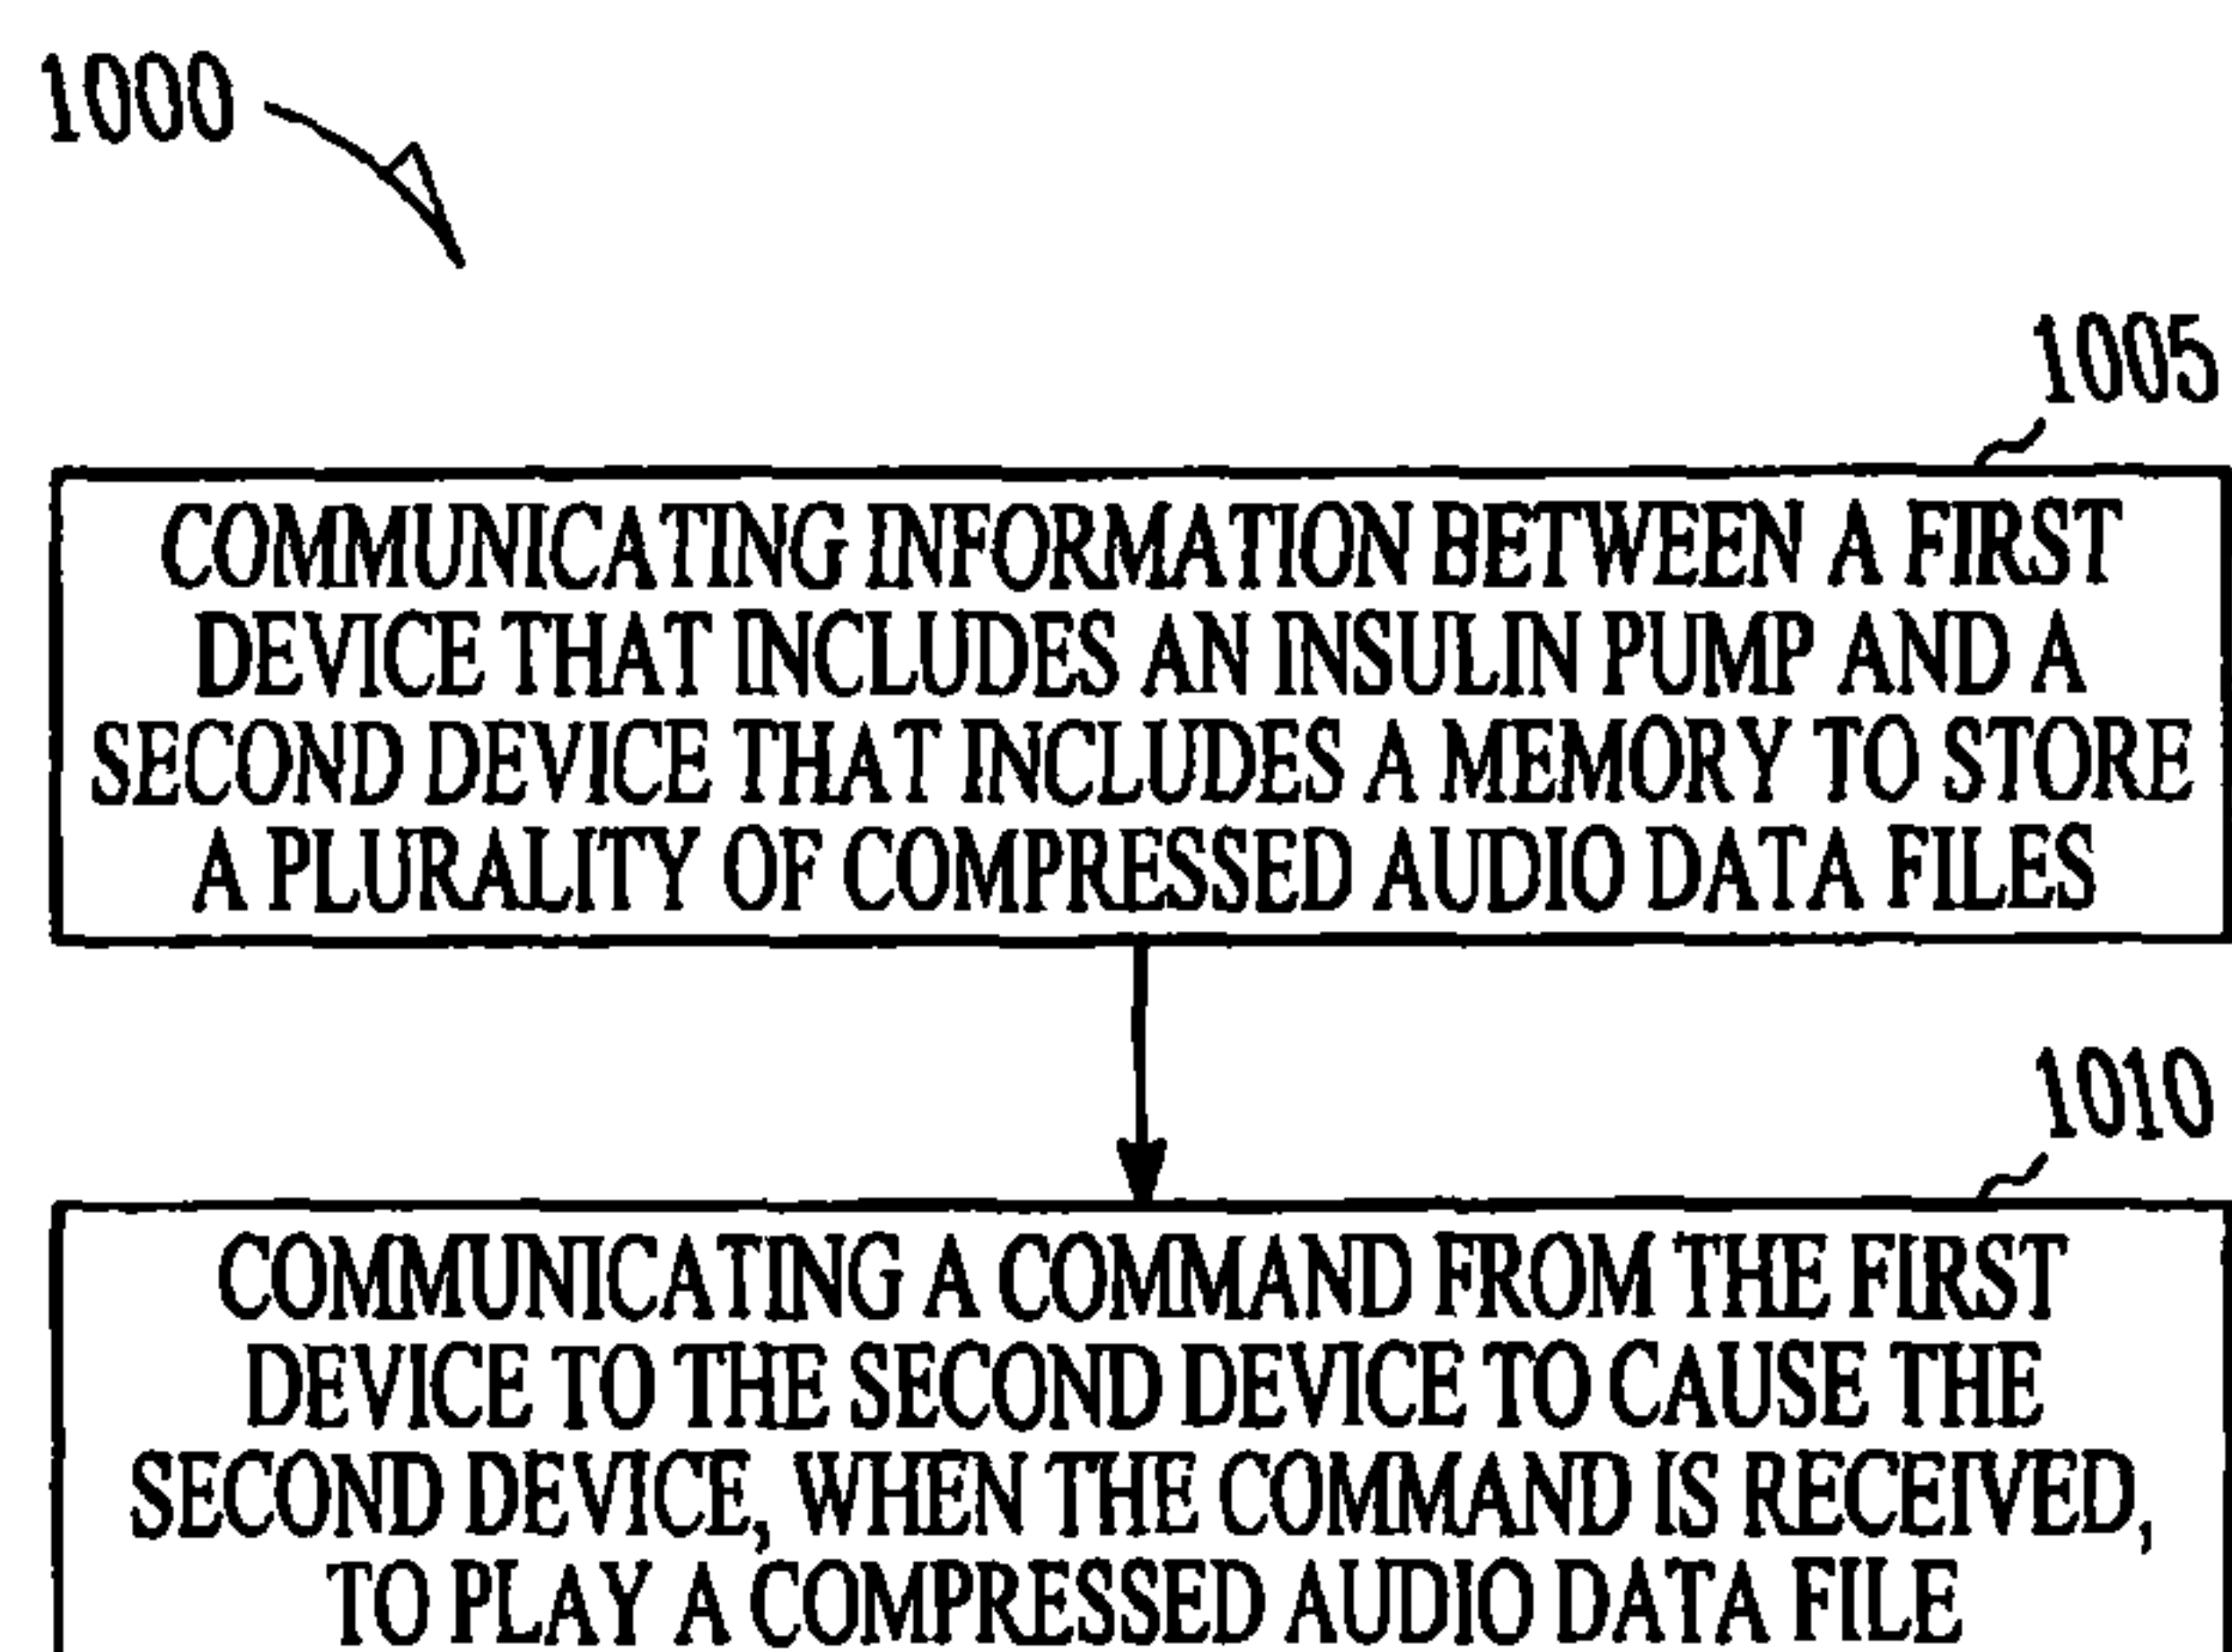 1000
1005
COMMUNICATING INFORMATION BETWEEN A FIRST
DEVICE THAT INCLUDES AN INSULIN PUMP AND A
SECOND DEVICE THAT INCLUDES A MEMORY TO STORE
A PLURALITY OF COMPRESSED AUDIO DATA FILES
1010
COMMUNICATING A COMMAND FROM THE FIRST
DEVICE TO THE SECOND DEVICE TO CAUSE THE
SECOND DEVICE, WHEN THE COMMAND IS RECEIVED,
TO PLAY A COMPRESSED AUDIO DATA FILE